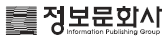 정보문화사
Information Publishing Group